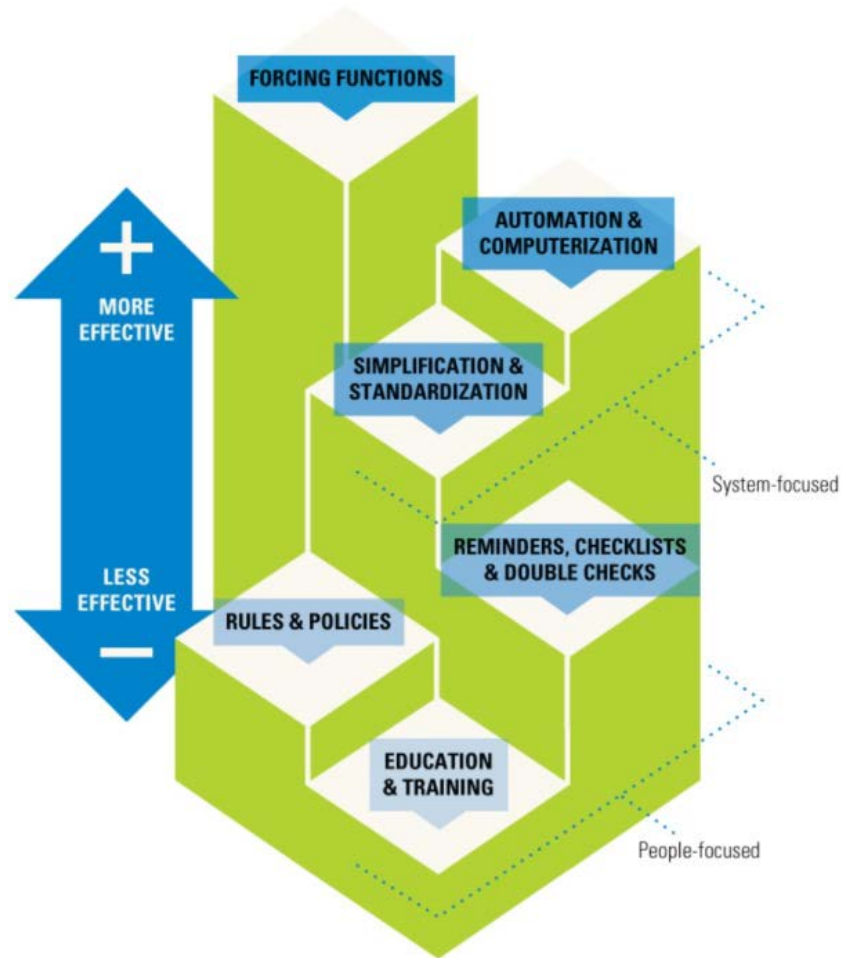 FORCING FUNCTIONS
AUTOMATION &
COMPUTERIZATION
+
MORE
EFFECTIVE
SIMPLIFICATION &
STANDARDIZATION
System-focused
REMINDERS, CHECKLISTS
& DOUBLE CHECKS
LESS
EFFECTIVE
−
RULES & POLICIES
EDUCATION
& TRAINING
People-focused